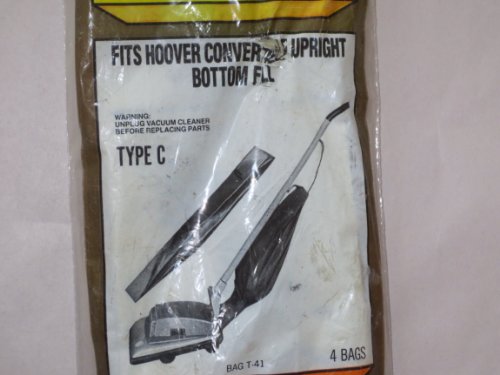 FITS HOOVER UPRIGHT
BOTTOM
WARNING:
UNPLUG VACUUM CLEANER
BEFORE REPLACING PARTS
TYPE C
BAG T-41
4 BAGS